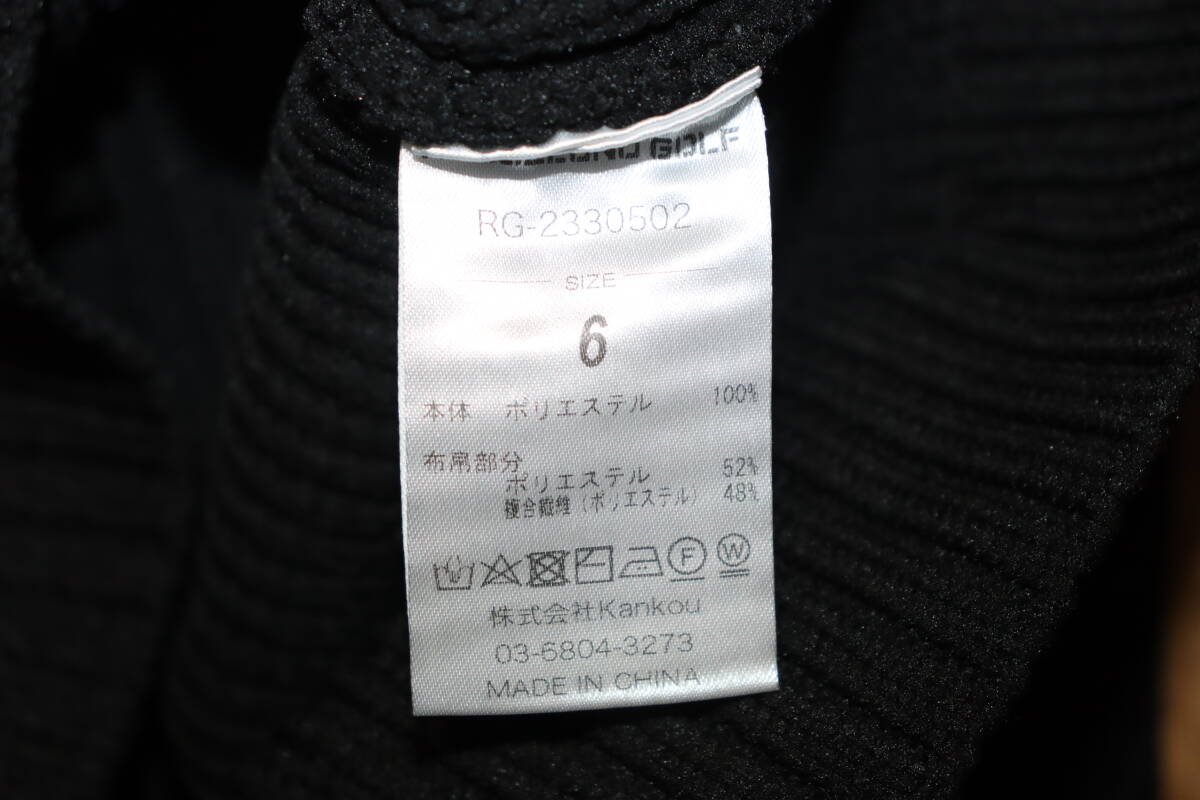 GOLF
RG-2330502
SIZE
6
本体 ポリエステル 100%
布帛部分
ポリエステル 52%
複合繊維(ポリエステル) 48%
F W
株式会社Kankou
03-6804-3273
MADE IN CHINA